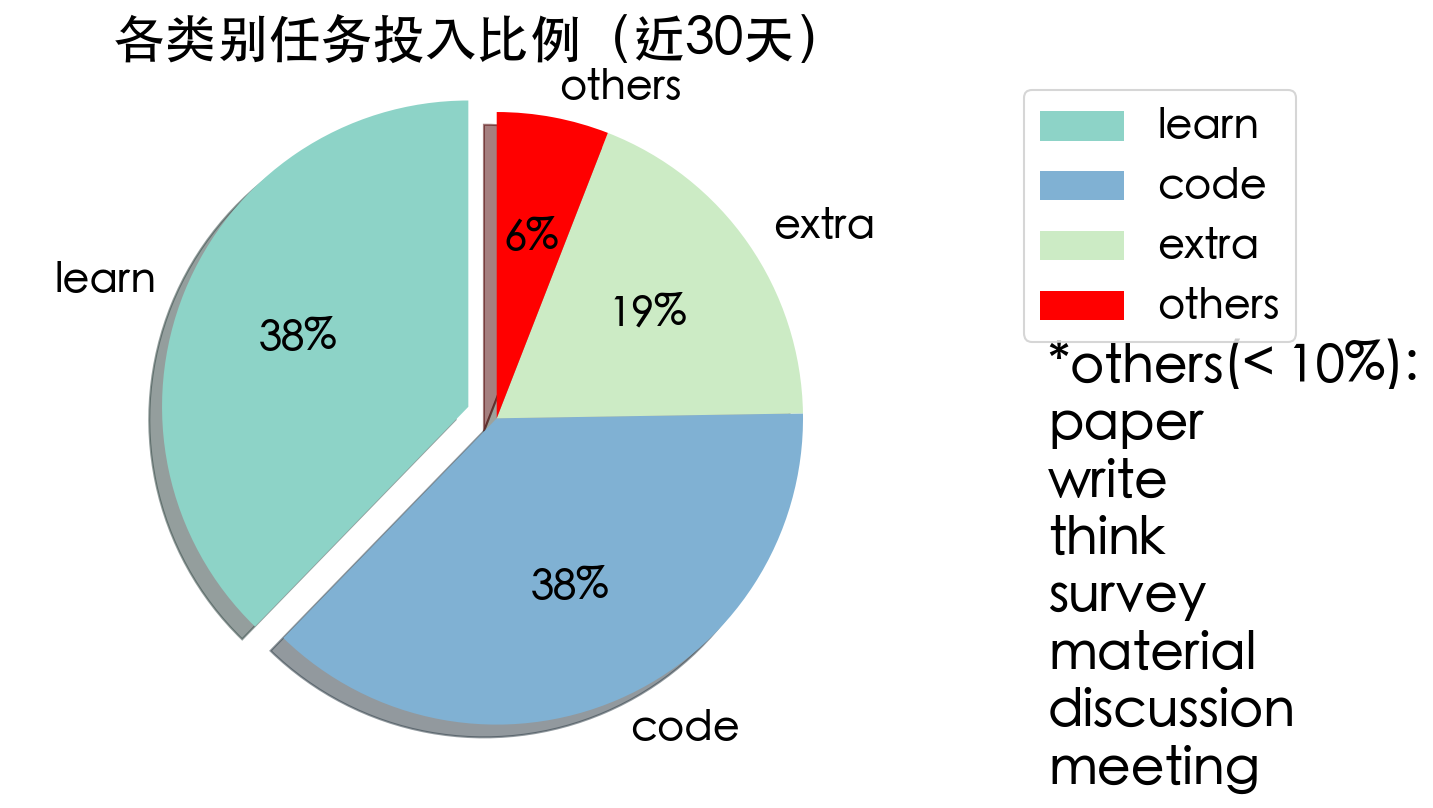 各类别任务投入比例（近30天）
others
extra
learn
6%
19%
38%
38%
code
learn
code
extra
others
*others(< 10%):
paper
write
think
survey
material
discussion
meeting